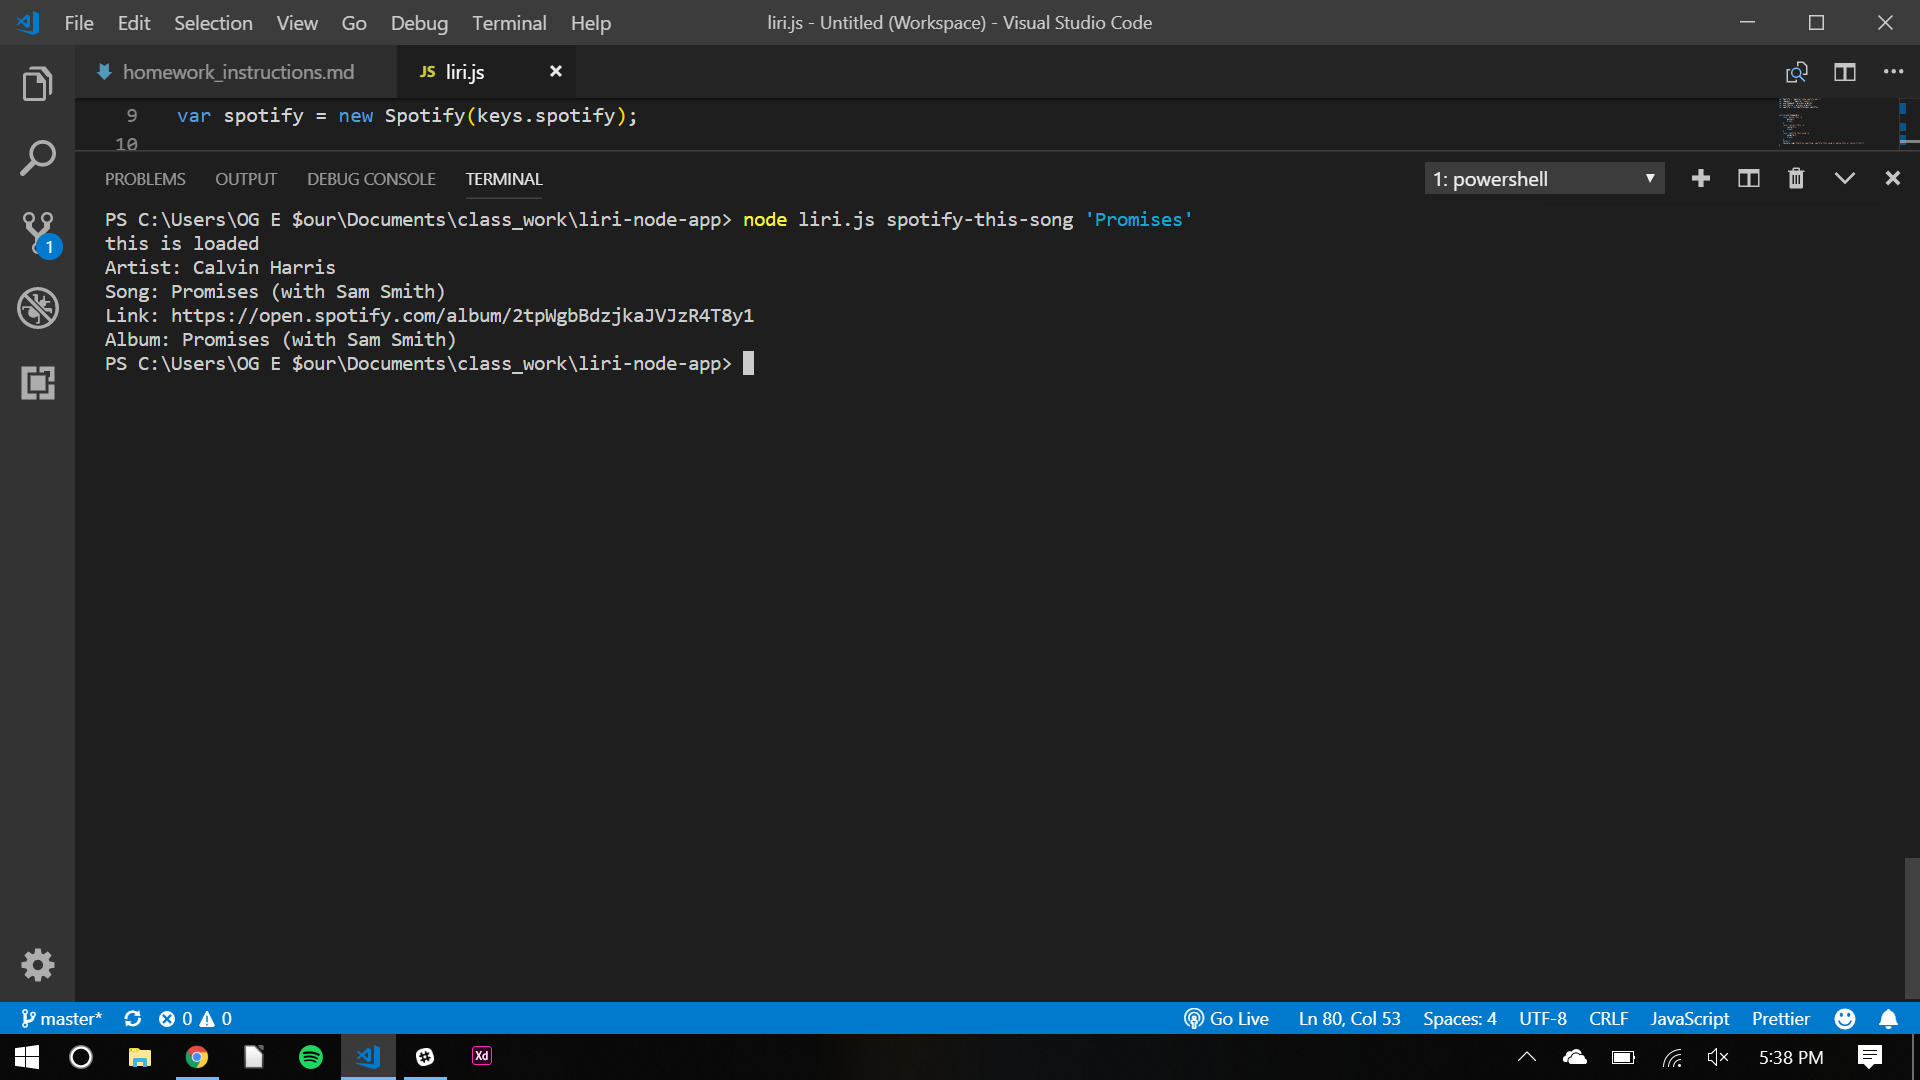 File Edit Selection View Go Debug Terminal Help liri.js - Untitled (Workspace) - Visual Studio Code
homework_instructions.md JS liri.js
9 var spotify = new Spotify(keys.spotify);
10
PROBLEMS OUTPUT DEBUG CONSOLE TERMINAL 1: powershell
PS C:\Users\OG E $our\Documents\class_work\liri-node-app> node liri.js spotify-this-song 'Promises'
this is loaded
Artist: Calvin Harris
Song: Promises (with Sam Smith)
Link: https://open.spotify.com/album/2tpWgbBdzjkaJVJzR4T8y1
Album: Promises (with Sam Smith)
PS C:\Users\OG E $our\Documents\class_work\liri-node-app>
1
master* 0 0 Go Live Ln 80, Col 53 Spaces: 4 UTF-8 CRLF JavaScript Prettier
Xd 5:38 PM